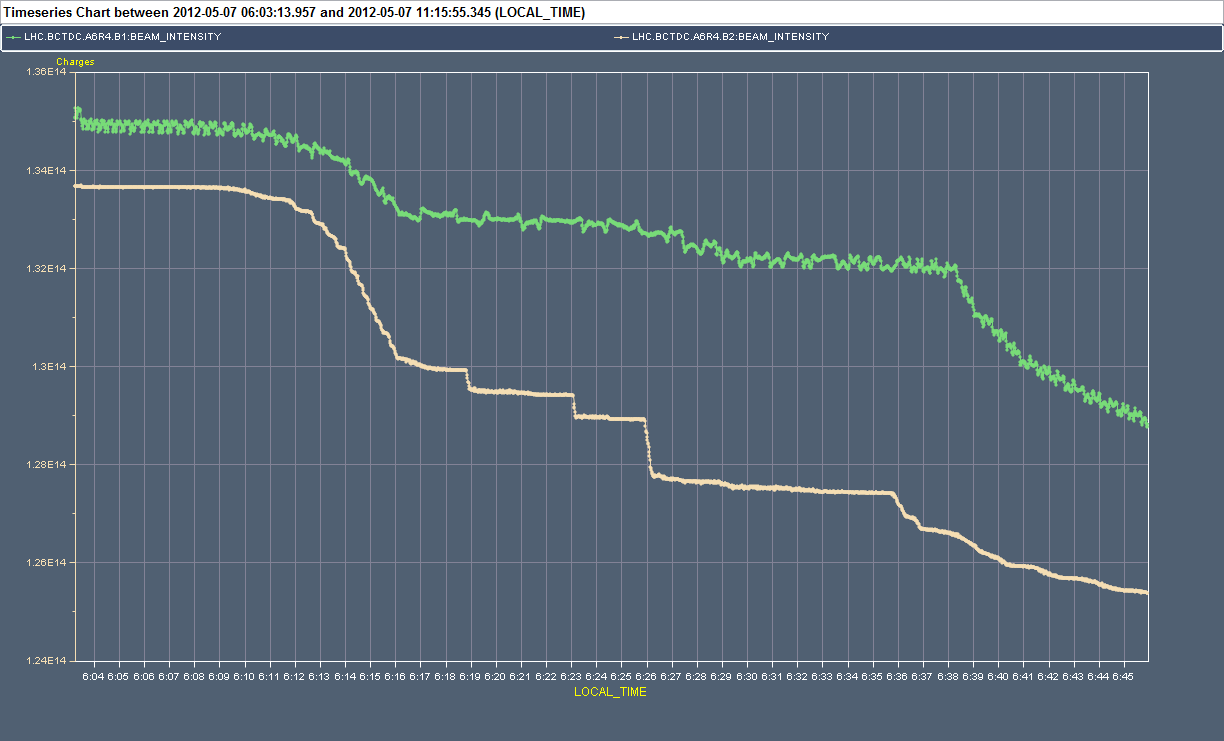 Timeseries Chart between 2012-05-07 06:03:13.957 and 2012-05-07 11:15:55.345 (LOCAL_TIME)
LHC.BCTDC.A6R4.B1:BEAM_INTENSITY LHC.BCTDC.A6R4.B2:BEAM_INTENSITY
Charges
1.36E14
1.34E14
1.32E14
1.3E14
1.28E14
1.26E14
1.24E14
6:04 6:05 6:06 6:07 6:08 6:09 6:10 6:11 6:12 6:13 6:14 6:15 6:16 6:17 6:18 6:19 6:20 6:21 6:22 6:23 6:24 6:25 6:26 6:27 6:28 6:29 6:30 6:31 6:32 6:33 6:34 6:35 6:36 6:37 6:38 6:39 6:40 6:41 6:42 6:43 6:44 6:45
LOCAL_TIME